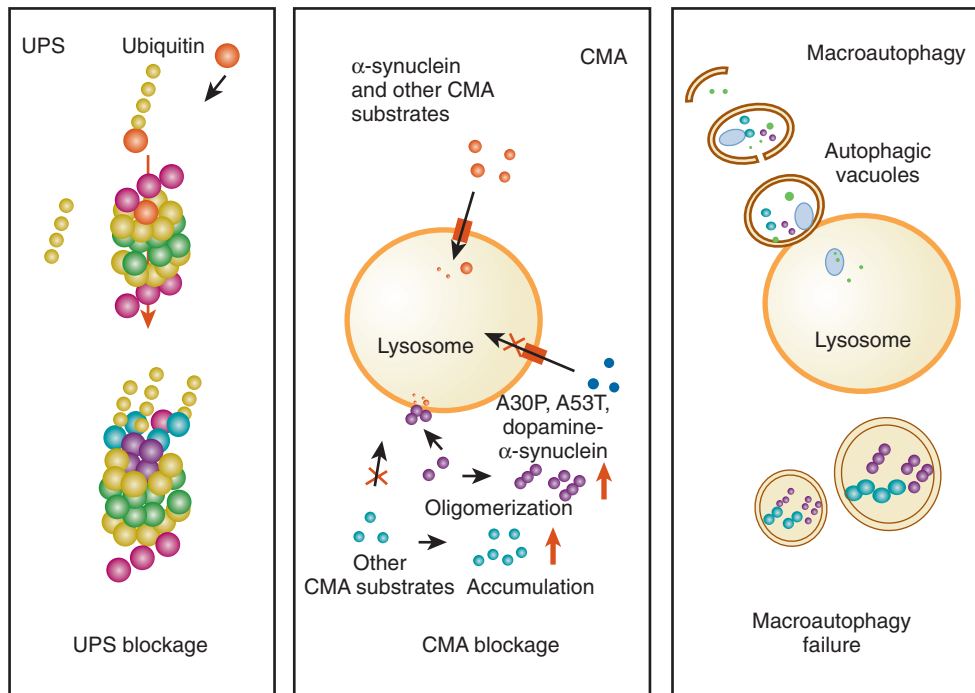 UPS
Ubiquitin
UPS blockage
CMA
α-synuclein
and other CMA
substrates
Lysosome
A30P, A53T,
dopamine-
α-synuclein
Oligomerization
Other
CMA substrates
Accumulation
CMA blockage
Macroautophagy
Autophagic
vacuoles
Lysosome
Macroautophagy
failure